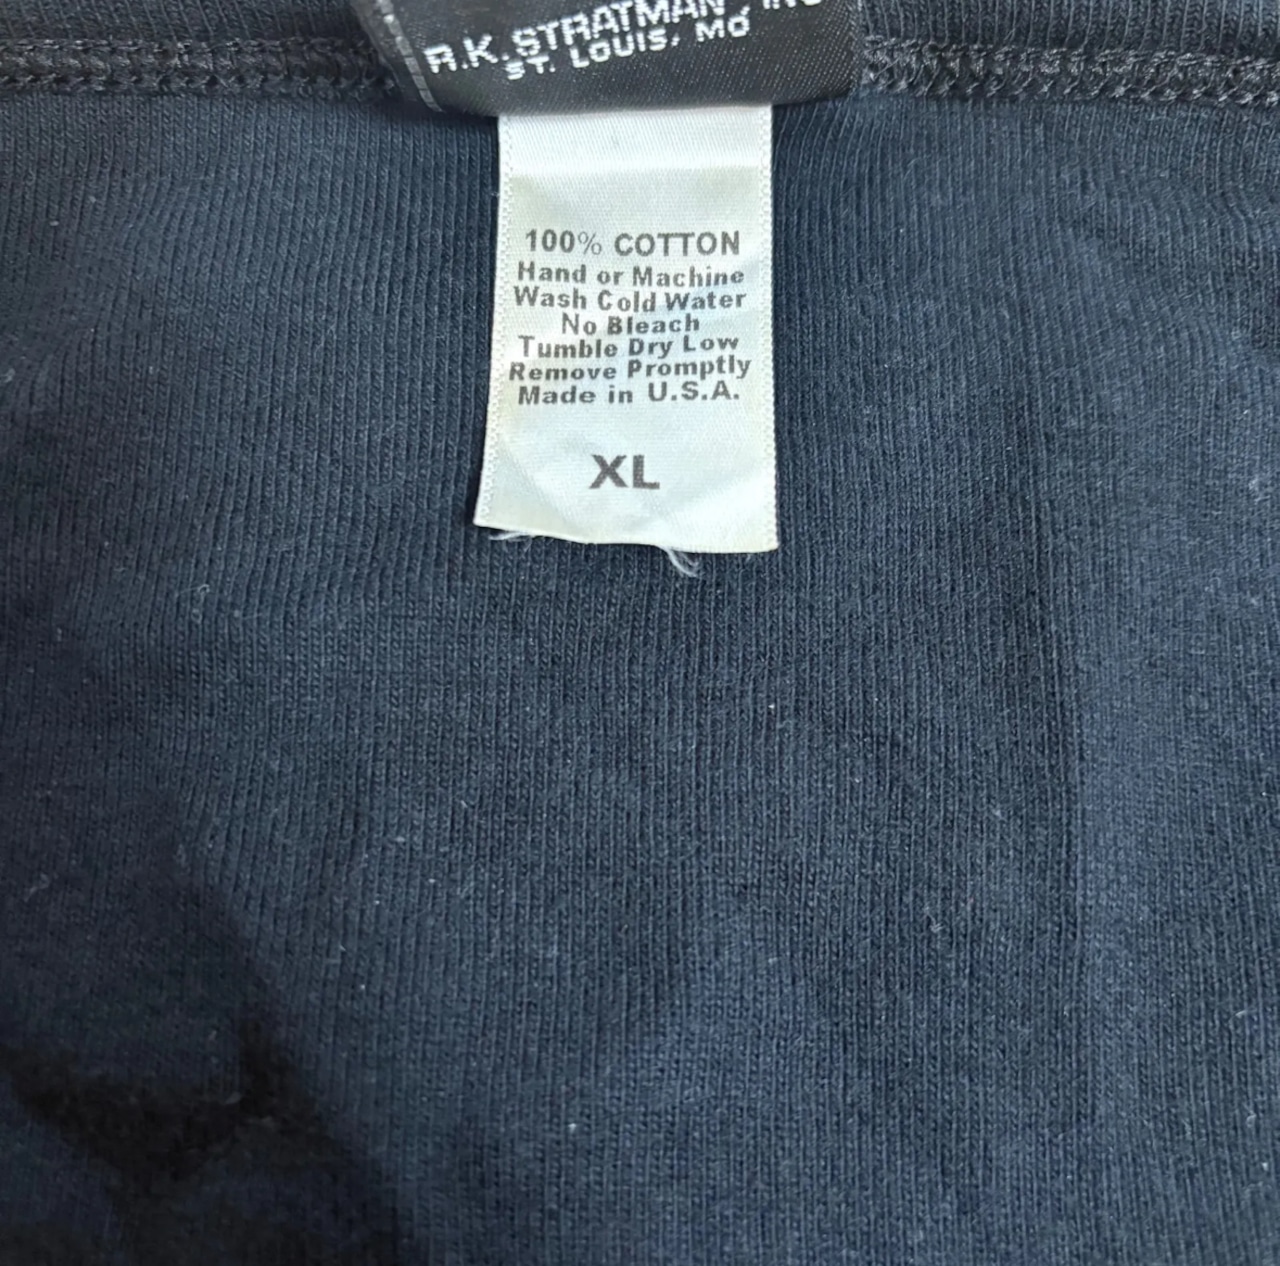 R.K. STRATMAN, INC
ST. LOUIS, MO
100% COTTON
Hand or Machine
Wash Cold Water
No Bleach
Tumble Dry Low
Remove Promptly
Made in U.S.A.
XL